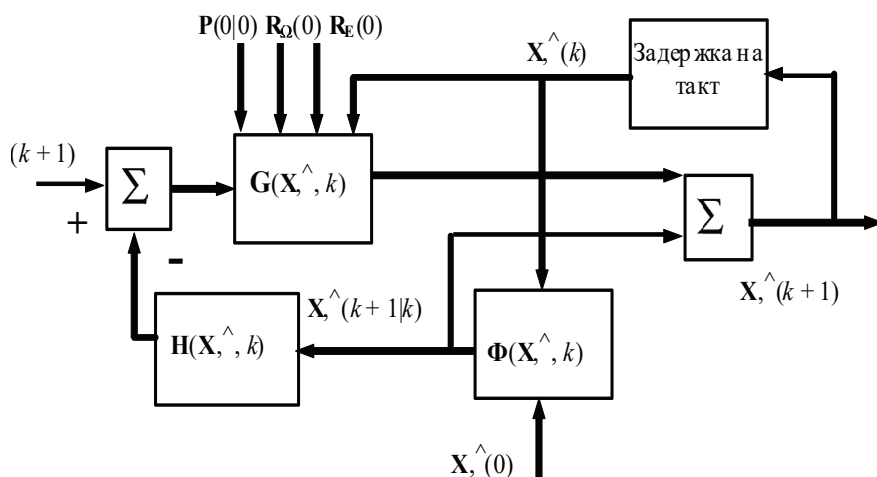 P(0|0) R_Ω(0) R_E(0)
X,^(k)
Задержка на
такт
(k + 1)
Σ
+
-
G(X,^, k)
Σ
X,^(k+1)
X,^(k+1|k)
H(X,^, k)
Φ(X,^, k)
X,^(0)